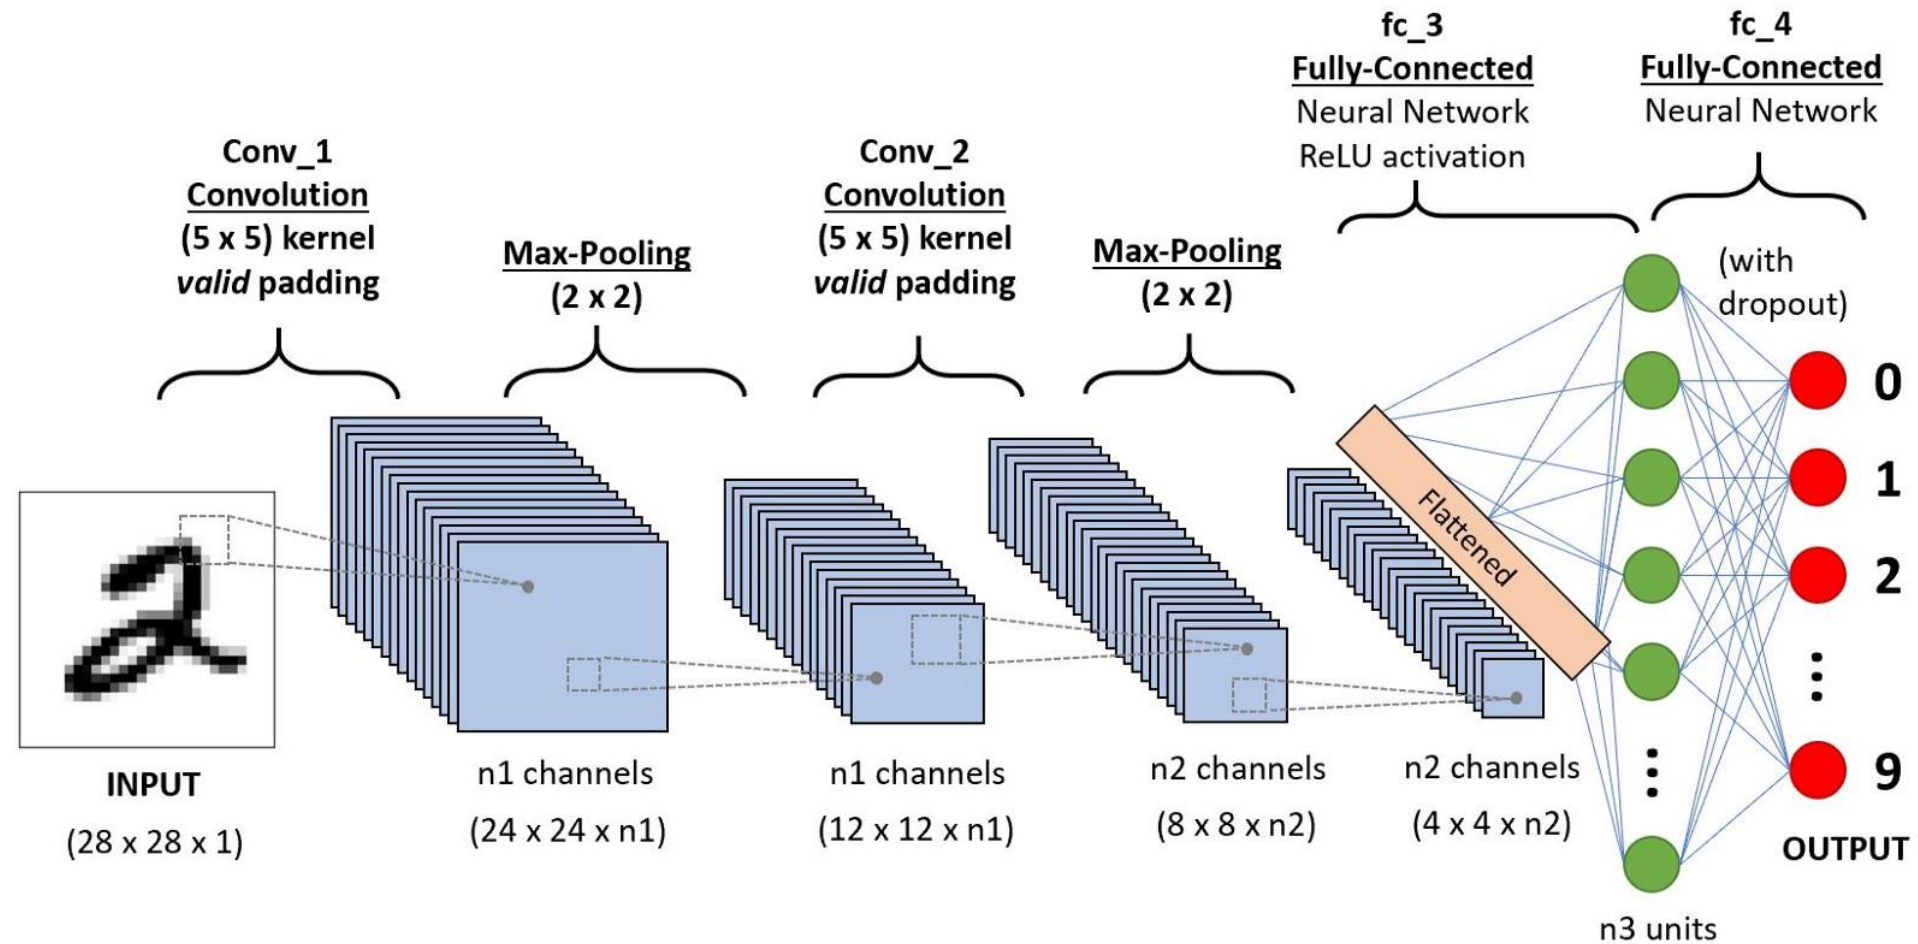 Conv_1
Convolution
(5 x 5) kernel
valid padding
Max-Pooling
(2 x 2)
Conv_2
Convolution
(5 x 5) kernel
valid padding
Max-Pooling
(2 x 2)
fc_3
Fully-Connected
Neural Network
ReLU activation
fc_4
Fully-Connected
Neural Network
(with
dropout)
2
Flattened
0
1
2
9
INPUT
(28 x 28 x 1)
n1 channels
(24 x 24 x n1)
n1 channels
(12 x 12 x n1)
n2 channels
(8 x 8 x n2)
n2 channels
(4 x 4 x n2)
n3 units
OUTPUT